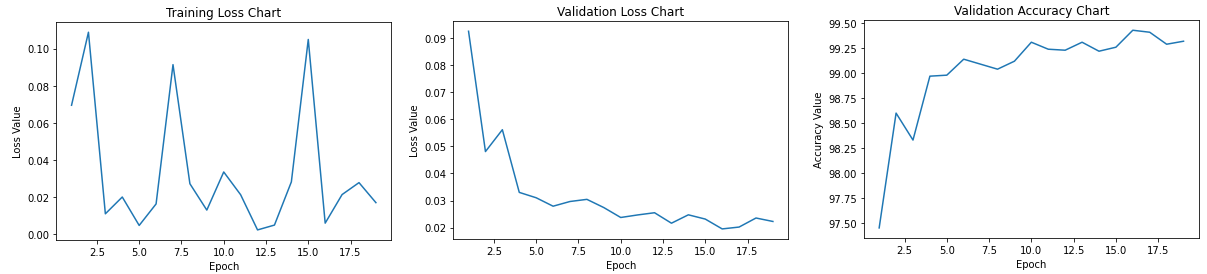 Training Loss Chart
Loss Value
0.10
0.08
0.06
0.04
0.02
0.00
2.5 5.0 7.5 10.0 12.5 15.0 17.5
Epoch
Validation Loss Chart
Loss Value
0.09
0.08
0.07
0.06
0.05
0.04
0.03
0.02
2.5 5.0 7.5 10.0 12.5 15.0 17.5
Epoch
Validation Accuracy Chart
Accuracy Value
99.50
99.25
99.00
98.75
98.50
98.25
98.00
97.75
97.50
2.5 5.0 7.5 10.0 12.5 15.0 17.5
Epoch